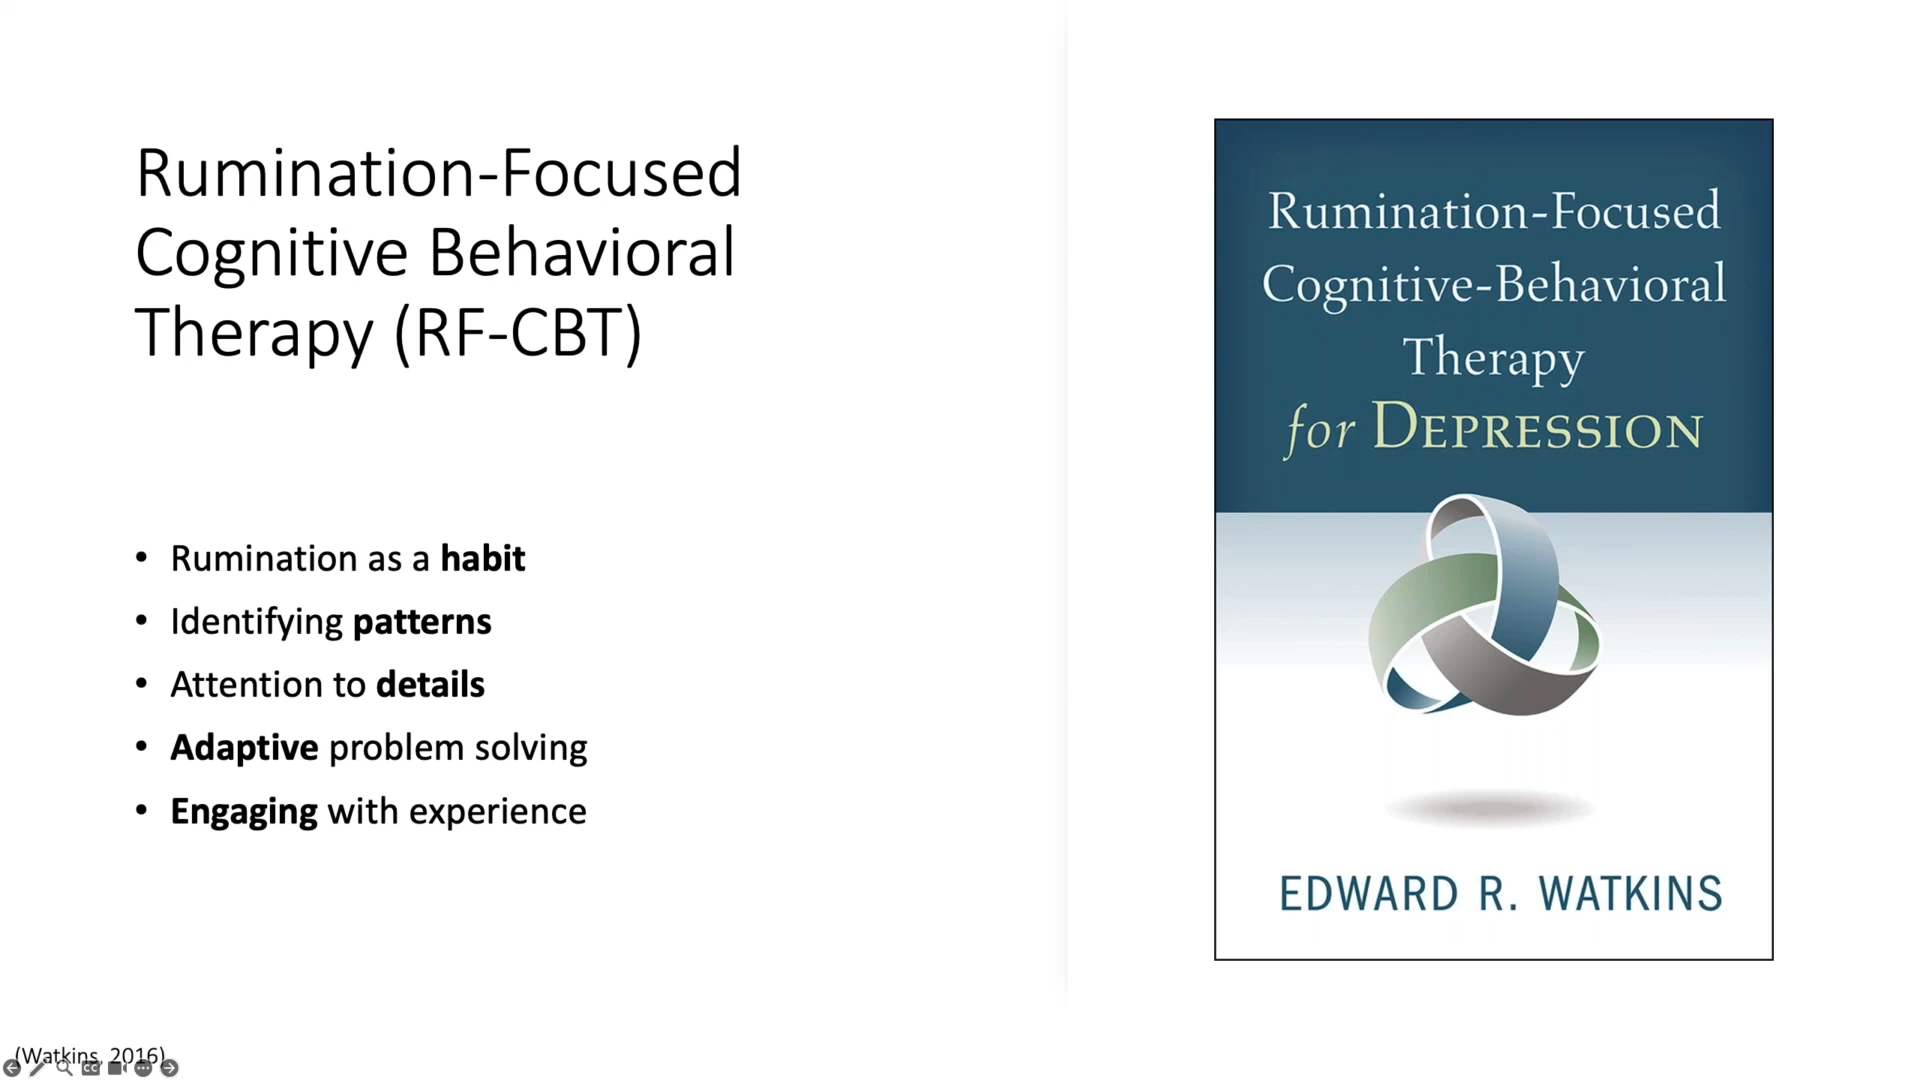 Rumination-Focused
Cognitive Behavioral
Therapy (RF-CBT)
• Rumination as a habit
• Identifying patterns
• Attention to details
• Adaptive problem solving
• Engaging with experience
Rumination-Focused
Cognitive-Behavioral
Therapy
for DEPRESSION
EDWARD R. WATKINS
(Watkins, 2016)
CC